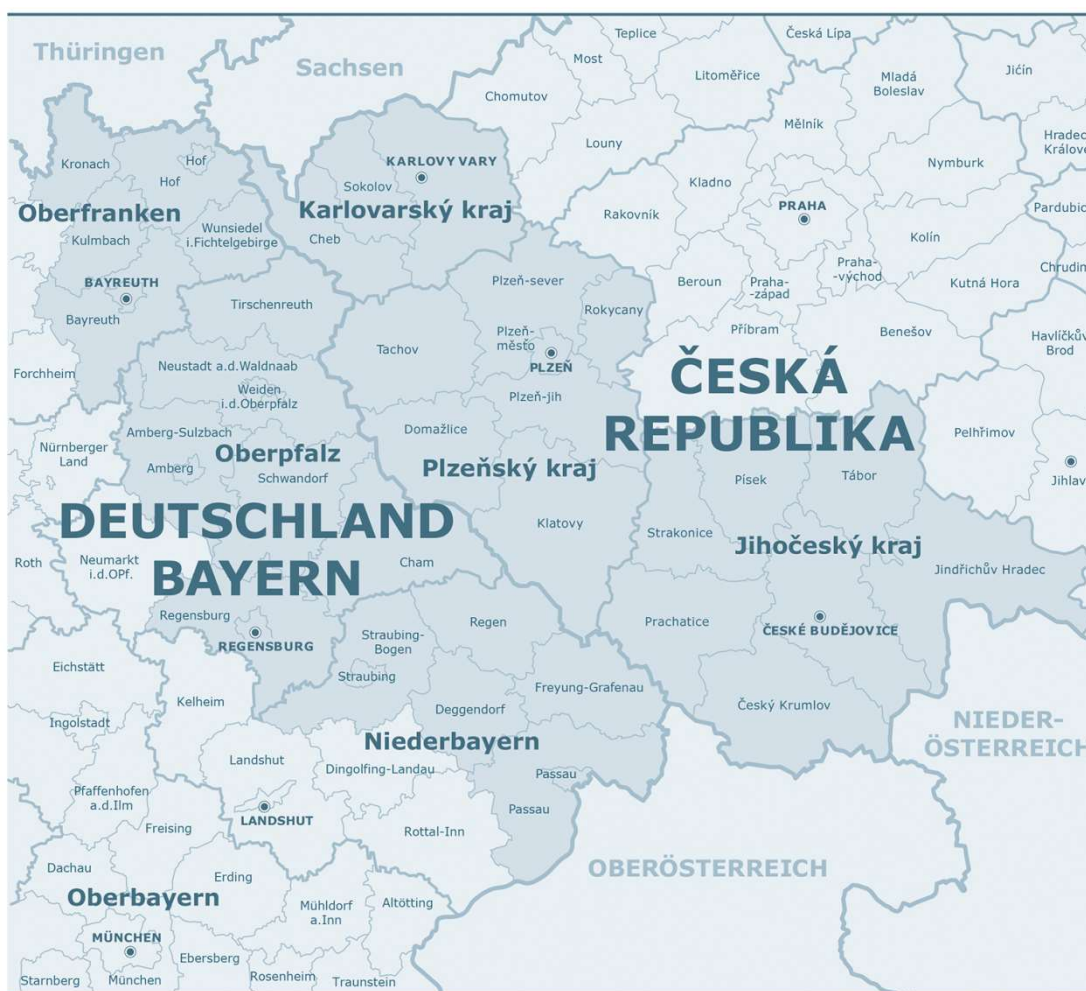 Thüringen
Sachsen
Teplice
Most
Česká Lípa
Litoměřice
Mladá
Boleslav
Jičín
Chomutov
Mělník
Louny
Hradec
Králové
Nymburk
Kronach
Hof
Hof
KARLOVY VARY
Sokolov
Karlovarský kraj
Cheb
Kladno
Rakovník
PRAHA
Pardubic
Oberfranken
Wunsiedel
i.Fichtelgebirge
Kulmbach
Kolín
Beroun
Praha-
-západ
Praha-
-východ
Chrudim
Kutná Hora
BAYREUTH
Bayreuth
Tirschenreuth
Plzeň-sever
Rokycany
Příbram
Benešov
Havlíčkův
Brod
Tachov
Plzeň-
město
PLZEŇ
Forchheim
Neustadt a.d.Waldnaab
Weiden
i.d.Oberpfalz
Plzeň-jih
ČESKÁ
REPUBLIKA
Nürnberger
Land
Amberg-Sulzbach
Oberpfalz
Amberg
Schwandorf
Domažlice
Plzeňský kraj
Pelhřimov
Písek
Tábor
Jihlav
DEUTSCHLAND
BAYERN
Klatovy
Strakonice
Jihočeský kraj
Roth
Neumarkt
i.d.OPf.
Cham
Jindřichův Hradec
Regensburg
REGENSBURG
Straubing-
Bogen
Regen
Prachatice
ČESKÉ BUDĚJOVICE
Eichstätt
Straubing
Kelheim
Freyung-Grafenau
Deggendorf
Český Krumlov
Ingolstadt
NIEDER-
ÖSTERREICH
Niederbayern
Landshut
Dingolfing-Landau
Passau
Pfaffenhofen
a.d.Ilm
LANDSHUT
Passau
Freising
Rottal-Inn
Dachau
Erding
OBERÖSTERREICH
Oberbayern
Mühldorf
a.Inn
Altötting
MÜNCHEN
Ebersberg
Starnberg
München
Rosenheim
Traunstein